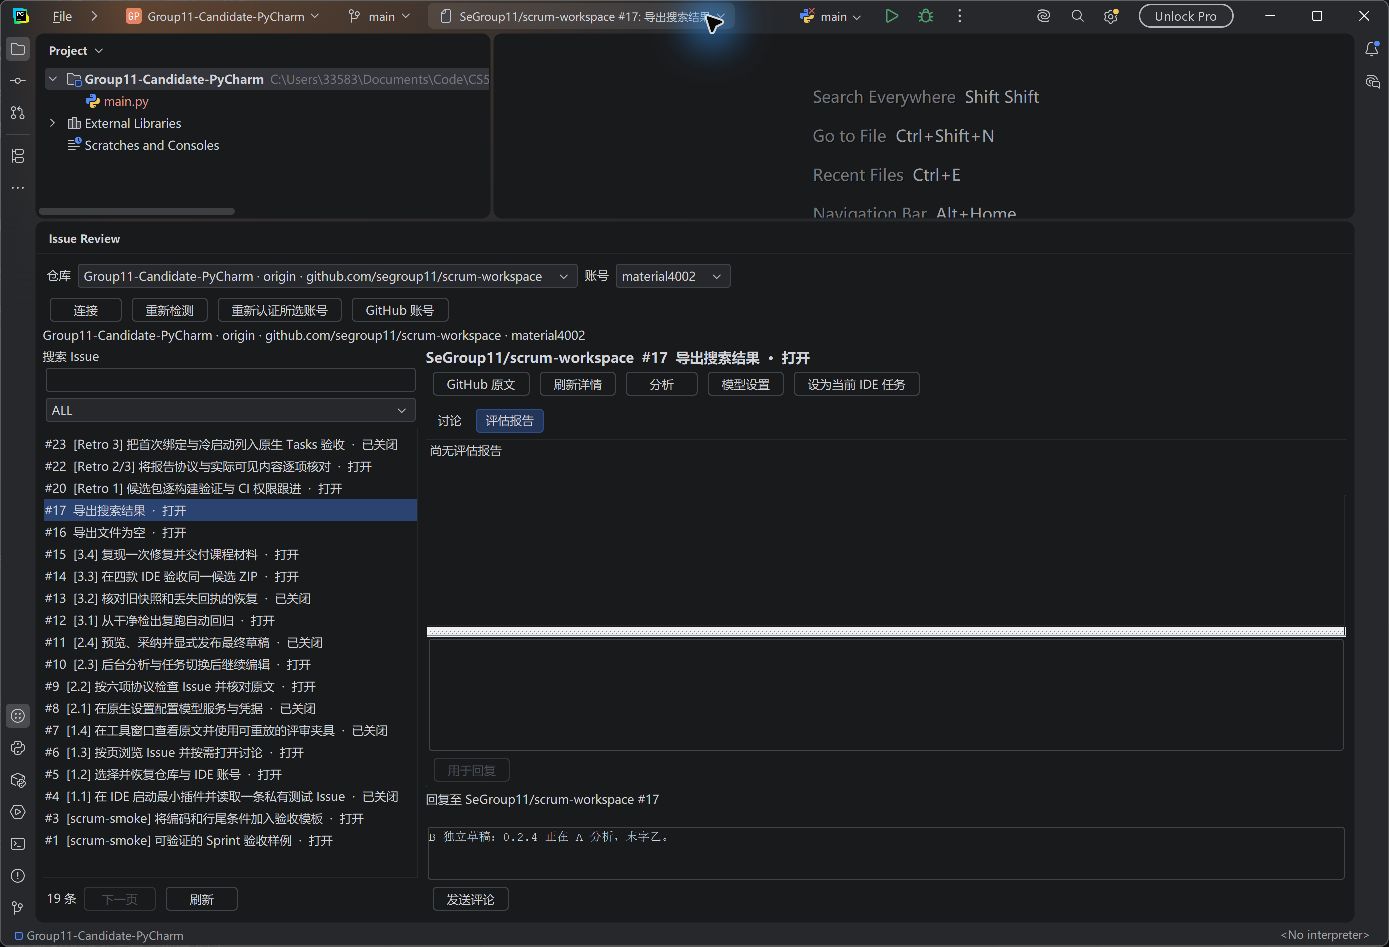 PC File GP Group11-Candidate-PyCharm main SeGroup11/scrum-workspace #17: 导出搜索结果 main Unlock Pro
Project
Group11-Candidate-PyCharm C:\Users\33583\Documents\Code\CS5
main.py
External Libraries
Scratches and Consoles
Search Everywhere Shift Shift
Go to File Ctrl+Shift+N
Recent Files Ctrl+E
Navigation Bar Alt+Home
Issue Review
仓库 Group11-Candidate-PyCharm · origin · github.com/segroup11/scrum-workspace 账号 material4002
连接 重新检测 重新认证所选账号 GitHub 账号
Group11-Candidate-PyCharm · origin · github.com/segroup11/scrum-workspace · material4002
搜索 Issue
ALL
#23 [Retro 3] 把首次绑定与冷启动列入原生 Tasks 验收 · 已关闭
#22 [Retro 2/3] 将报告协议与实际可见内容逐项核对 · 打开
#20 [Retro 1] 候选包逐构建验证与 CI 权限跟进 · 打开
#17 导出搜索结果 · 打开
#16 导出文件为空 · 打开
#15 [3.4] 复现一次修复并交付课程材料 · 打开
#14 [3.3] 在四款 IDE 验收同一候选 ZIP · 打开
#13 [3.2] 核对旧快照和丢失回执的恢复 · 已关闭
#12 [3.1] 从干净检出复跑自动回归 · 打开
#11 [2.4] 预览、采纳并显式发布最终草稿 · 已关闭
#10 [2.3] 后台分析与任务切换后继续编辑 · 打开
#9 [2.2] 按六项协议检查 Issue 并核对原文 · 打开
#8 [2.1] 在原生设置配置模型服务与凭据 · 已关闭
#7 [1.4] 在工具窗口查看原文并使用可重放的评审夹具 · 已关闭
#6 [1.3] 按页浏览 Issue 并按需打开讨论 · 打开
#5 [1.2] 选择并恢复仓库与 IDE 账号 · 打开
#4 [1.1] 在 IDE 启动最小插件并读取一条私有测试 Issue · 已关闭
#3 [scrum-smoke] 将编码和行尾条件加入验收模板 · 打开
#1 [scrum-smoke] 可验证的 Sprint 验收样例 · 打开
19 条 下一页 刷新
SeGroup11/scrum-workspace #17 导出搜索结果 • 打开
GitHub 原文 刷新详情 分析 模型设置 设为当前 IDE 任务
讨论 评估报告
尚无评估报告
用于回复
回复至 SeGroup11/scrum-workspace #17
B 独立草稿：0.2.4 正在 A 分析，末字乙。
发送评论
Group11-Candidate-PyCharm <No interpreter>